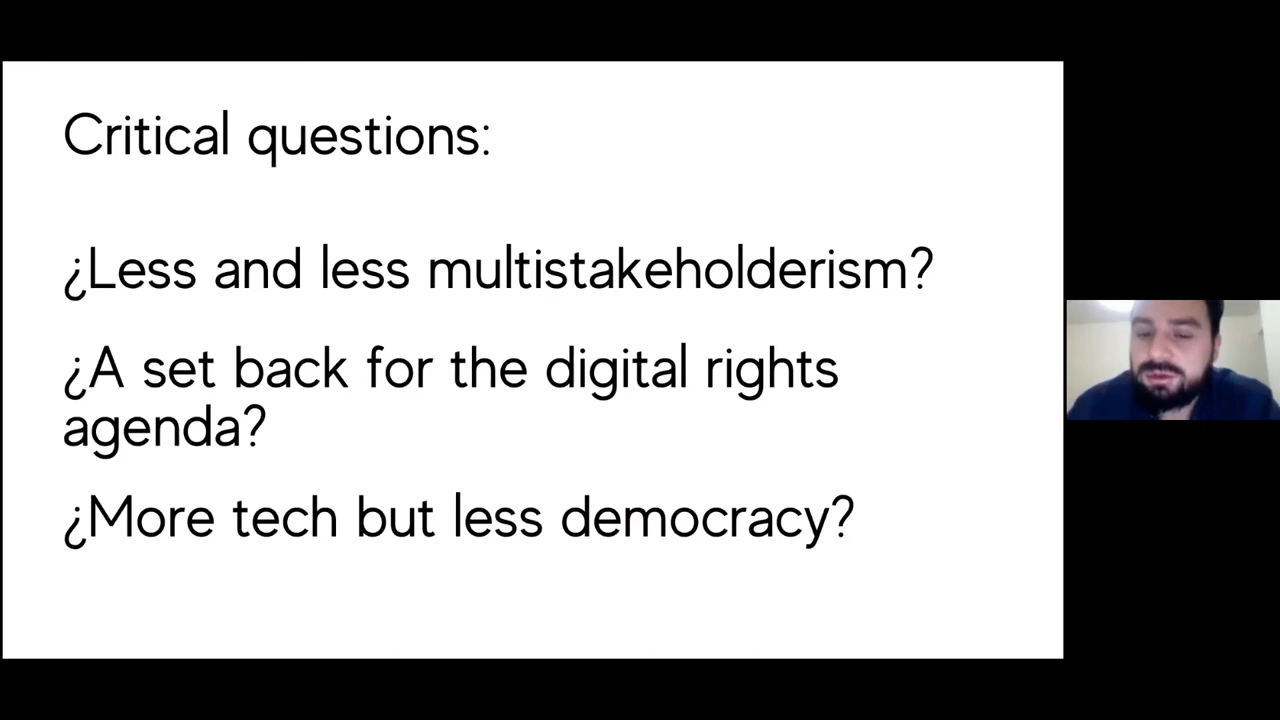 Critical questions:
¿Less and less multistakeholderism?
¿A set back for the digital rights
agenda?
¿More tech but less democracy?